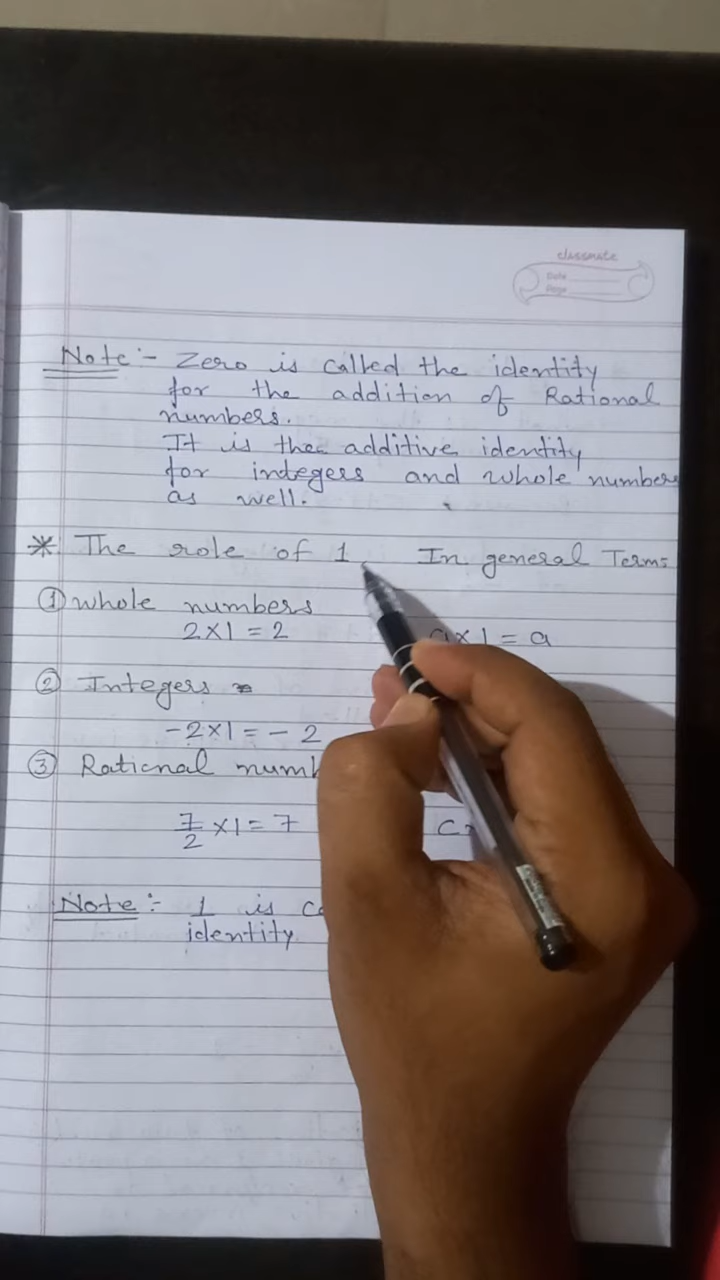 classmate
Date
Page
Note:- Zero is called the identity
for the addition of Rational
numbers.
It is the additive identity
for integers and whole numbers
as well.
* The role of 1 In general Terms
① Whole numbers
2×1 = 2 a×1 = a
② Integers
-2×1 = -2
③ Rational
7/2 ×1 = 7 C
Note:- 1 is
identity